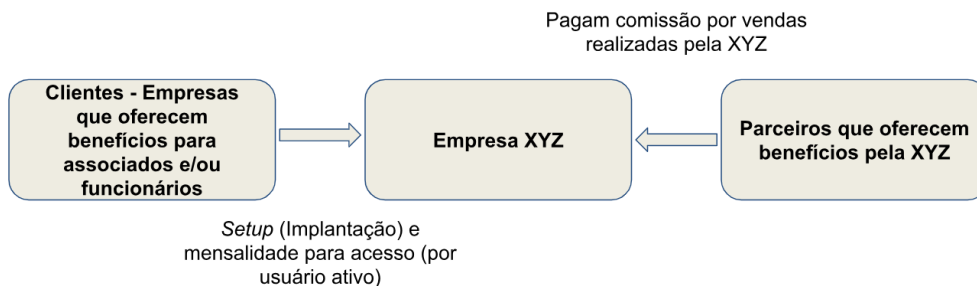 Pagam comissão por vendas
realizadas pela XYZ
Clientes - Empresas
que oferecem
benefícios para
associados e/ou
funcionários
Empresa XYZ
Parceiros que oferecem
benefícios pela XYZ
Setup (Implantação) e
mensalidade para acesso (por
usuário ativo)